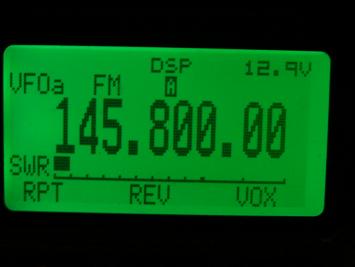 DSP 12.9V
VFOa FM A
145.800.00
SWR
RPT REV VOX